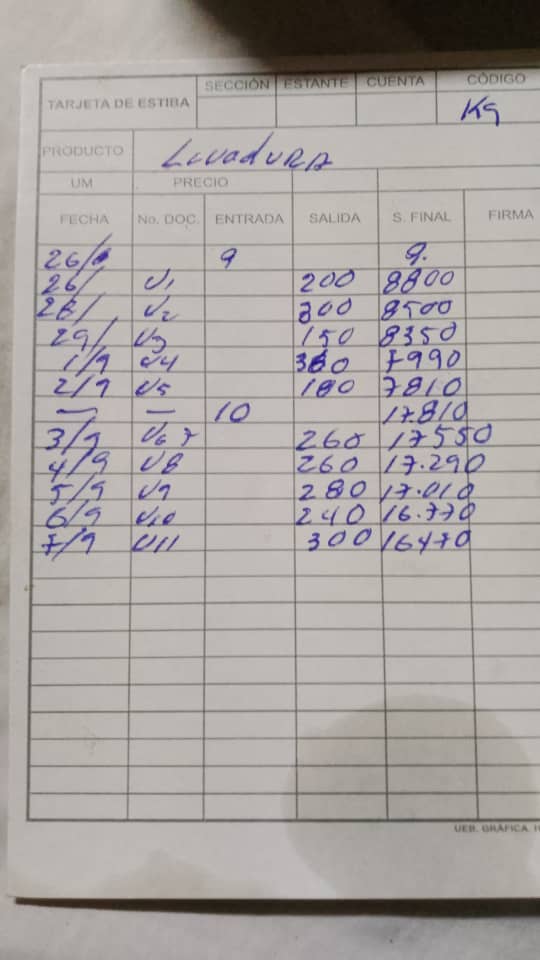 SECCIÓN ESTANTE CUENTA CÓDIGO
TARJETA DE ESTIBA Kg
PRODUCTO Levadura
UM PRECIO
FECHA No. DOC. ENTRADA SALIDA S. FINAL FIRMA
26/8 9 9.
26/ V1 200 8800
28/ V2 300 8500
29/ V3 150 8350
1/9 V4 360 7990
2/9 V5 180 7810
— — 10 17.810
3/9 V6 7 260 17550
4/9 V8 260 17.290
5/9 V9 280 17.010
6/9 V10 240 16.770
7/9 V11 300 16470
UEB. GRÁFICA.